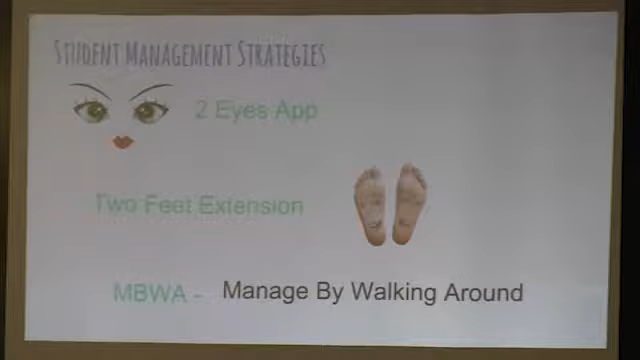 STUDENT MANAGEMENT STRATEGIES
2 Eyes App
Two Feet Extension
MBWA - Manage By Walking Around